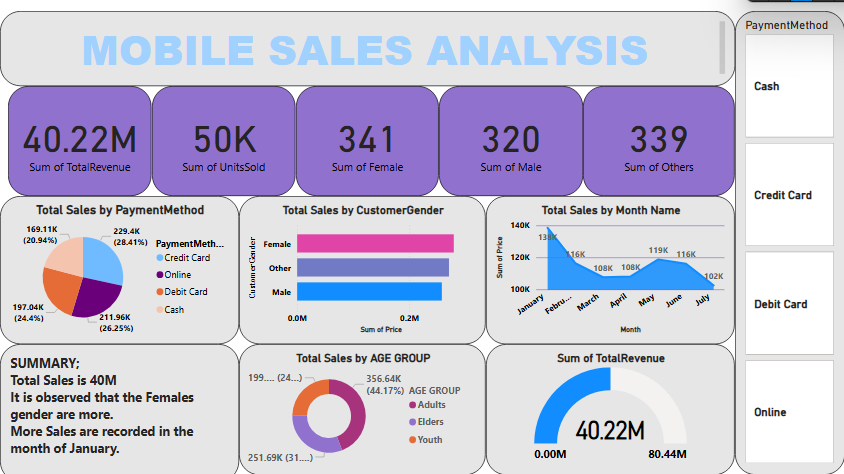 MOBILE SALES ANALYSIS
PaymentMethod
Cash
Credit Card
Debit Card
Online
40.22M
Sum of TotalRevenue
50K
Sum of UnitsSold
341
Sum of Female
320
Sum of Male
339
Sum of Others
Total Sales by PaymentMethod
169.11K
(20.94%)
229.4K
(28.41%)
197.04K
(24.4%)
211.96K
(26.25%)
PaymentMeth...
Credit Card
Online
Debit Card
Cash
Total Sales by CustomerGender
CustomerGender
Female
Other
Male
0.0M
0.2M
Sum of Price
Total Sales by Month Name
Sum of Price
140K
120K
100K
138K
116K
108K
108K
119K
116K
102K
January
Febru...
March
April
May
June
July
Month
SUMMARY;
Total Sales is 40M
It is observed that the Females
gender are more.
More Sales are recorded in the
month of January.
Total Sales by AGE GROUP
199.... (24....)
356.64K
(44.17%)
251.69K (31....)
AGE GROUP
Adults
Elders
Youth
Sum of TotalRevenue
40.22M
0.00M
80.44M